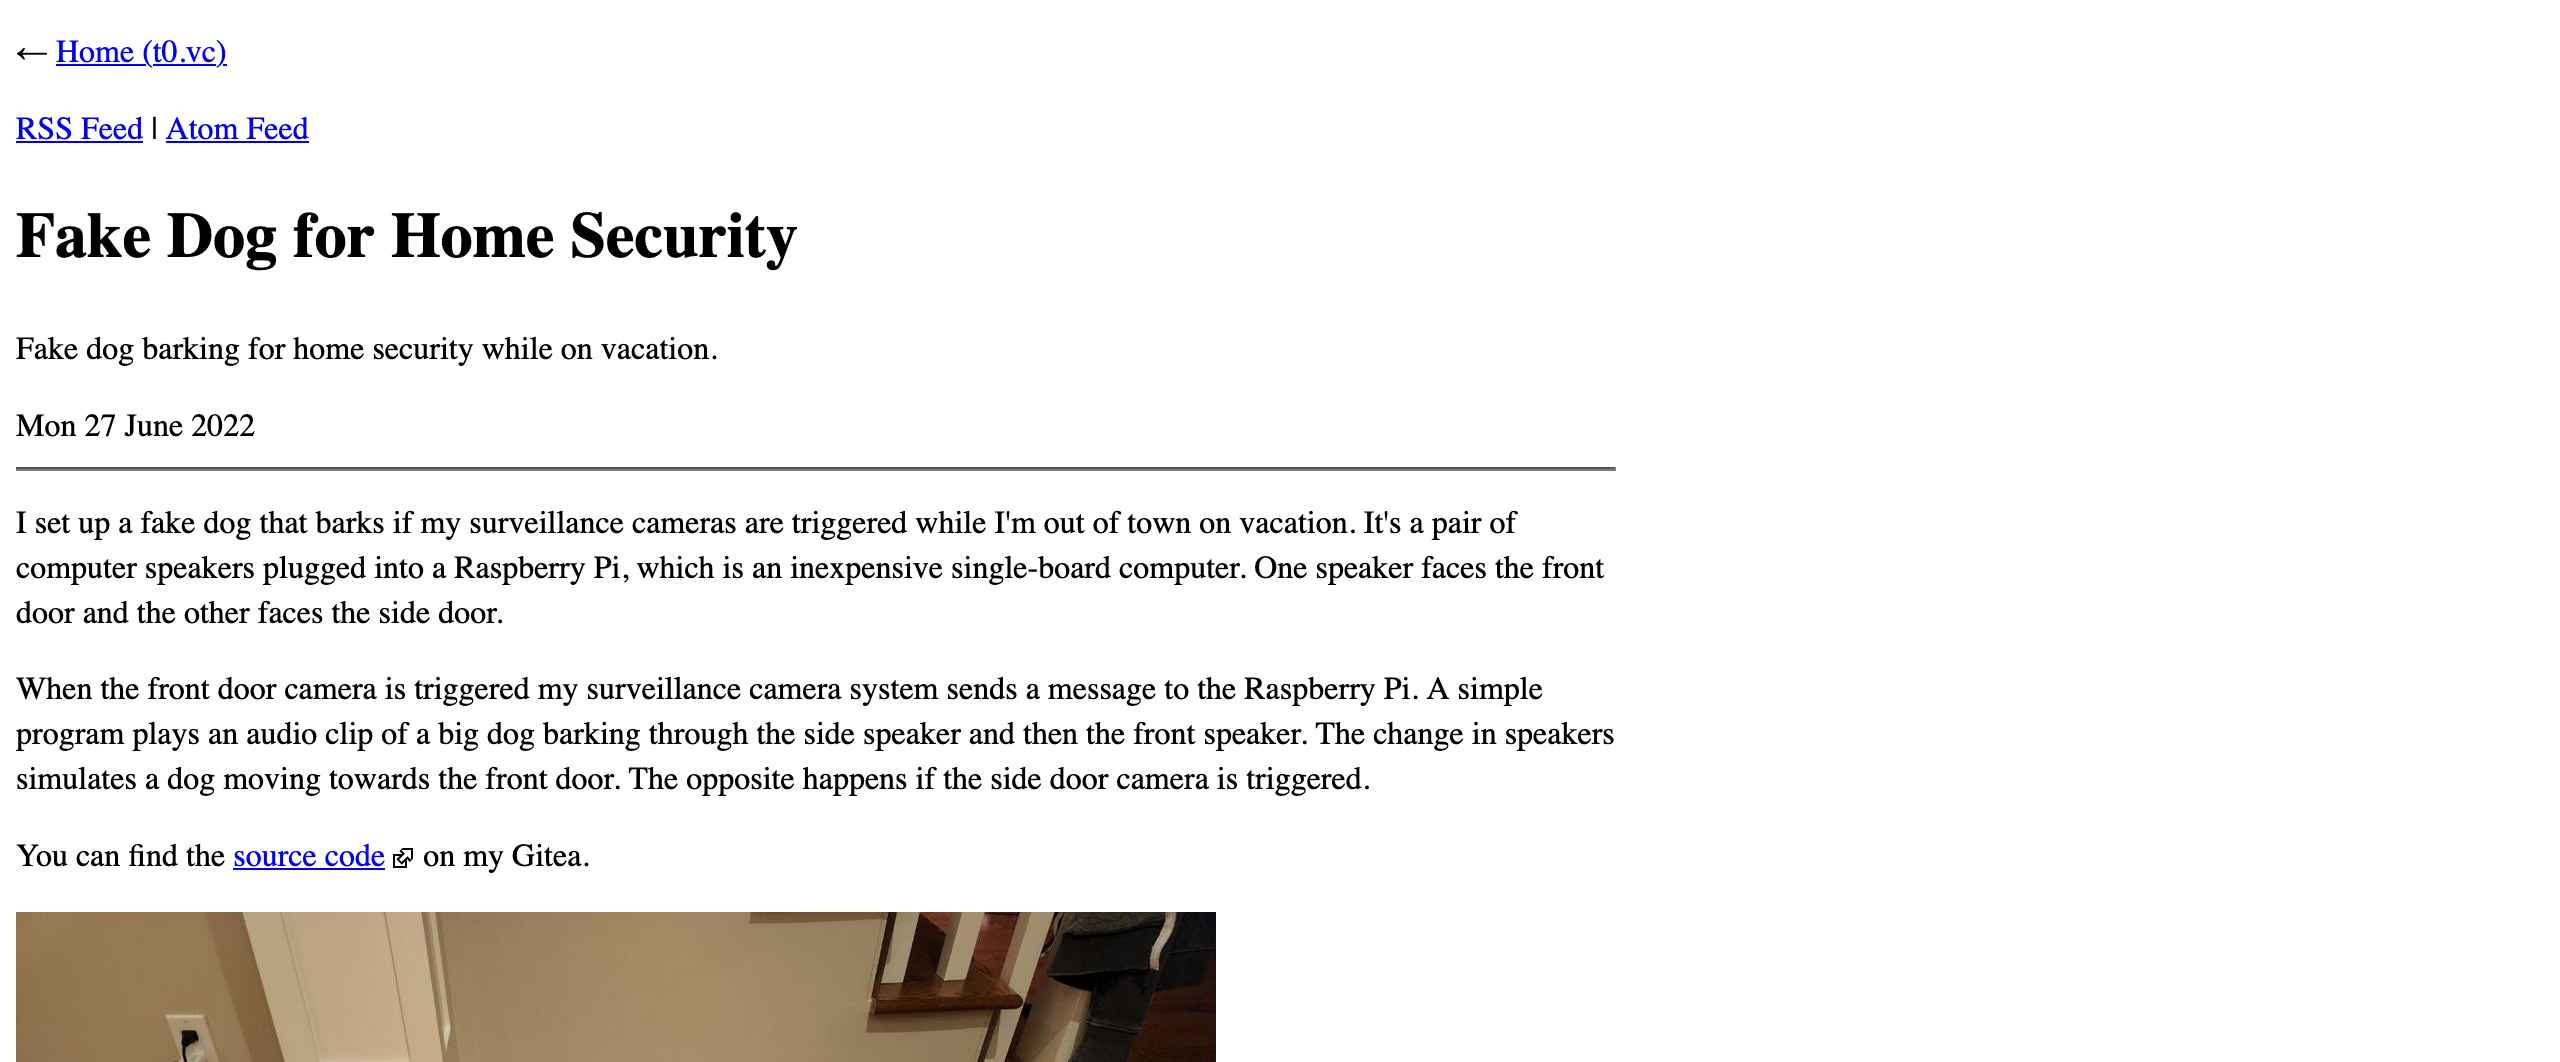 ← Home (t0.vc)
RSS Feed | Atom Feed
Fake Dog for Home Security
Fake dog barking for home security while on vacation.
Mon 27 June 2022
I set up a fake dog that barks if my surveillance cameras are triggered while I'm out of town on vacation. It's a pair of
computer speakers plugged into a Raspberry Pi, which is an inexpensive single-board computer. One speaker faces the front
door and the other faces the side door.
When the front door camera is triggered my surveillance camera system sends a message to the Raspberry Pi. A simple
program plays an audio clip of a big dog barking through the side speaker and then the front speaker. The change in speakers
simulates a dog moving towards the front door. The opposite happens if the side door camera is triggered.
You can find the source code on my Gitea.